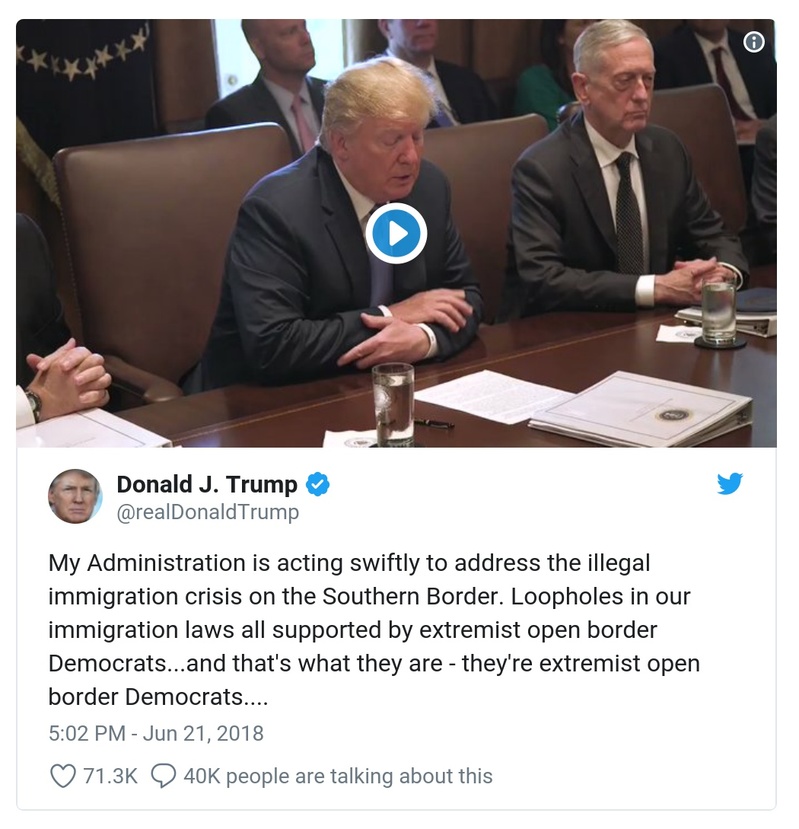 Donald J. Trump
@realDonaldTrump
My Administration is acting swiftly to address the illegal
immigration crisis on the Southern Border. Loopholes in our
immigration laws all supported by extremist open border
Democrats...and that's what they are - they're extremist open
border Democrats....
5:02 PM - Jun 21, 2018
71.3K 40K people are talking about this